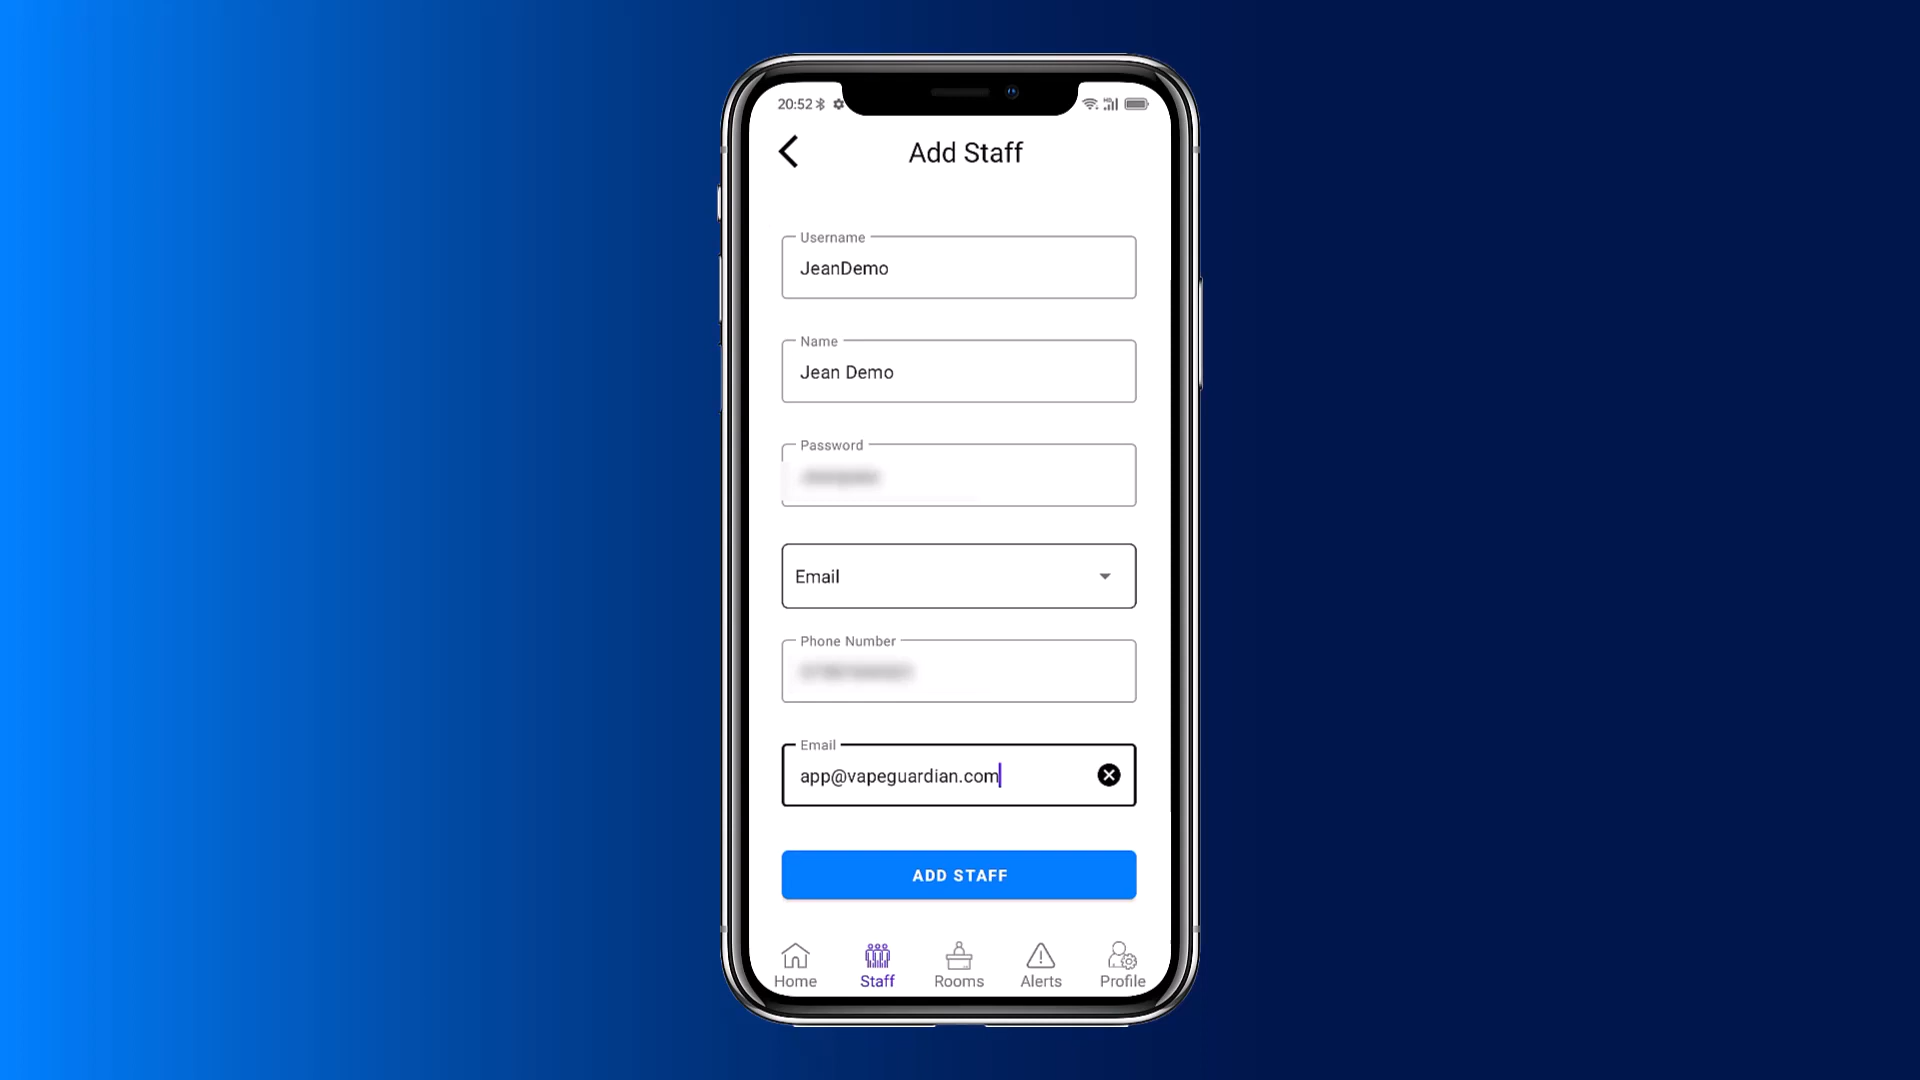 20:52
Add Staff
Username
JeanDemo
Name
Jean Demo
Password
Email
Phone Number
Email
app@vapeguardian.com
ADD STAFF
Home Staff Rooms Alerts Profile